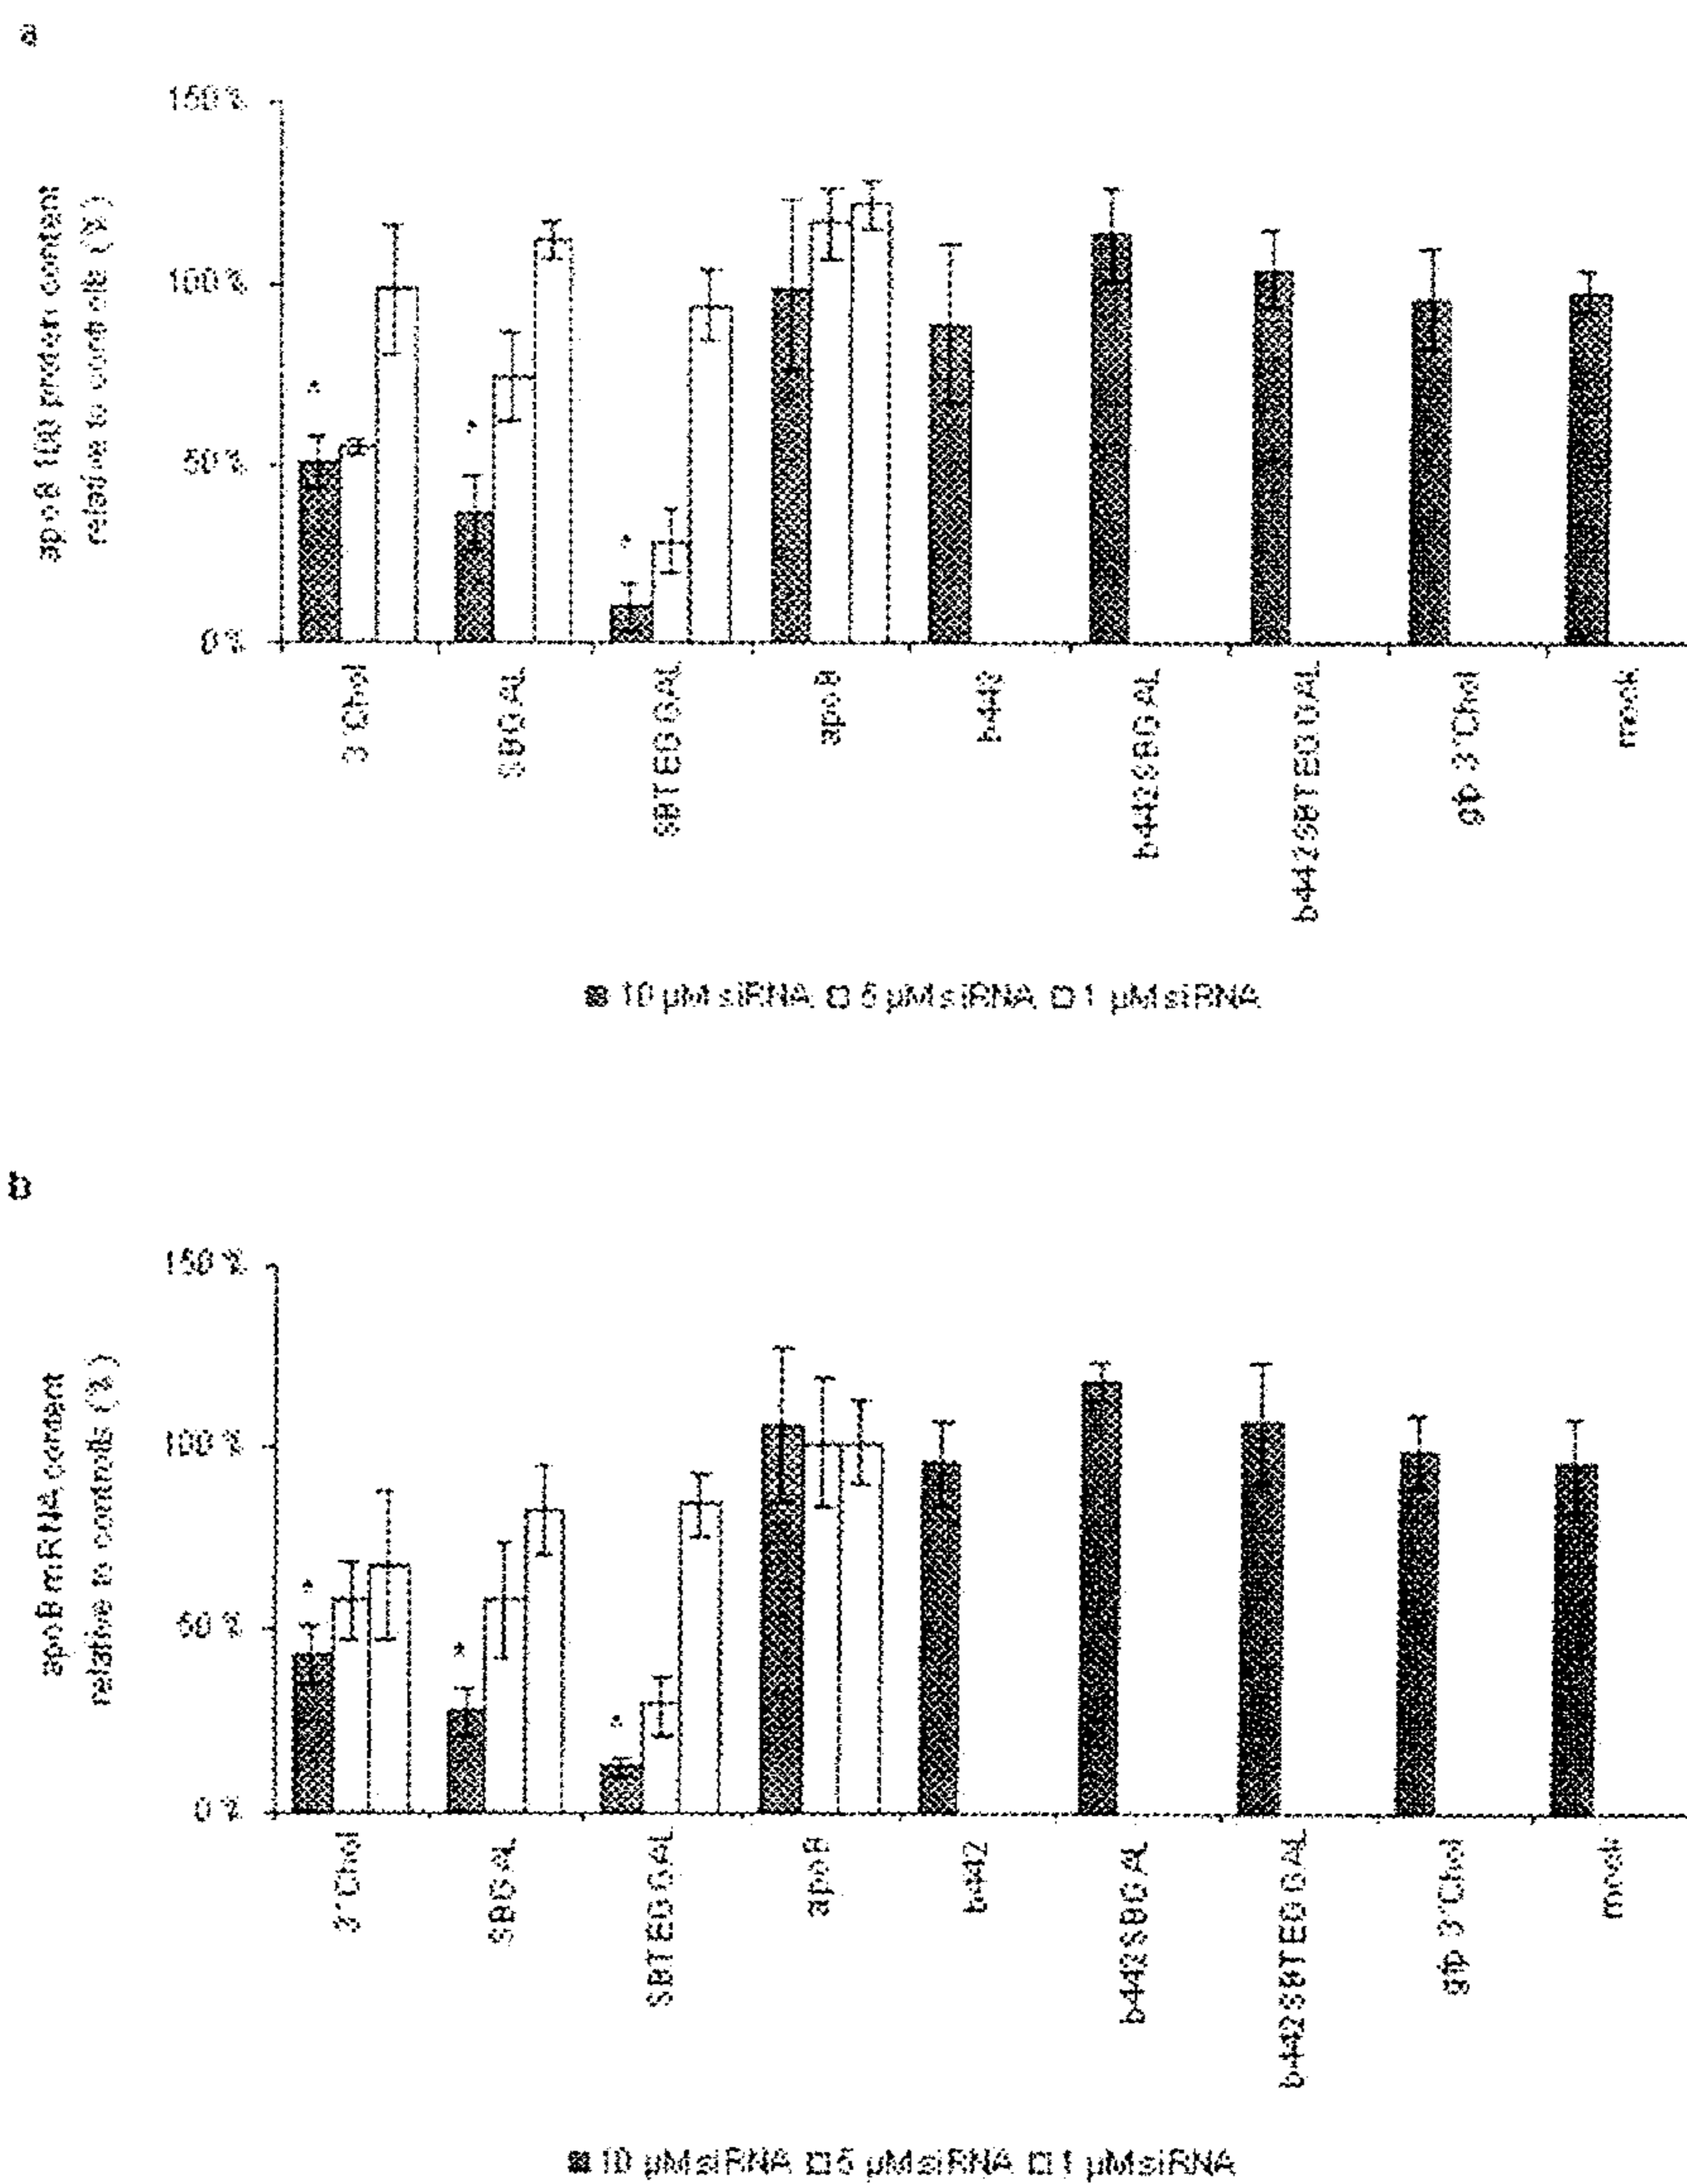 a
150 %
100 %
50 %
0 %
apo B 100 protein content
relative to controls (%)
3´Chol
SBGAL
SBTEGGAL
apoB
b442
b442SBGAL
b442SBTEGGAL
gfp 3´Chol
mock
10 µM siRNA 5 µM siRNA 1 µM siRNA
b
150 %
100 %
50 %
0 %
apoB mRNA content
relative to controls (%)
3´Chol
SBGAL
SBTEGGAL
apoB
b442
b442SBGAL
b442SBTEGGAL
gfp 3´Chol
mock
10 µM siRNA 5 µM siRNA 1 µM siRNA